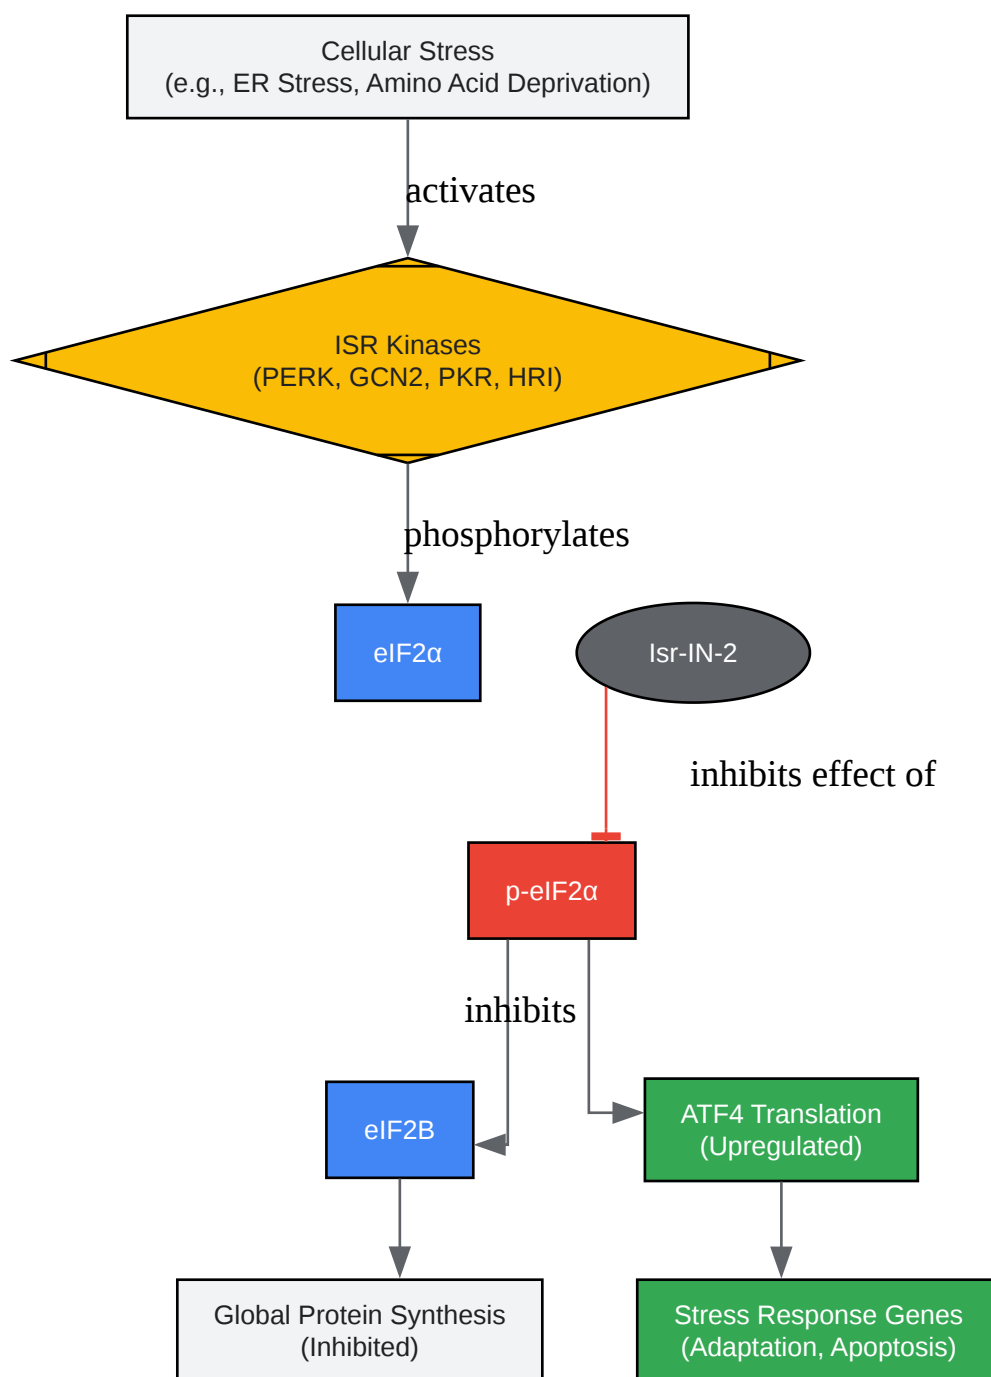 Cellular Stress
(e.g., ER Stress, Amino Acid Deprivation)
activates
ISR Kinases
(PERK, GCN2, PKR, HRI)
phosphorylates
eIF2α
Isr-IN-2
inhibits effect of
p-eIF2α
inhibits
eIF2B
ATF4 Translation
(Upregulated)
Global Protein Synthesis
(Inhibited)
Stress Response Genes
(Adaptation, Apoptosis)